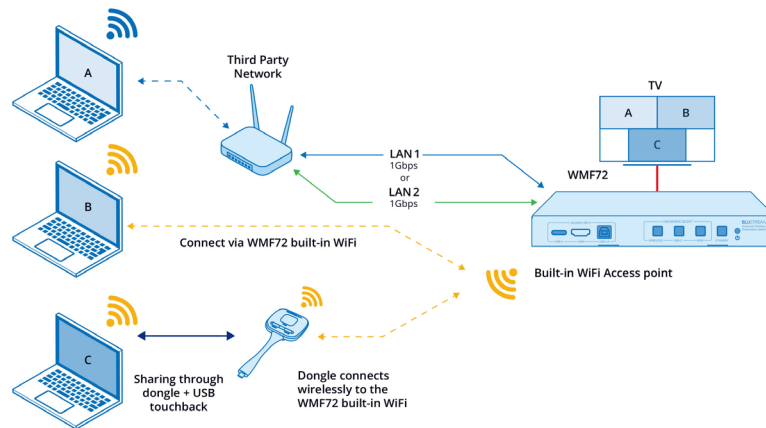 A
Third Party
Network
TV
A
B
C
LAN 1
1Gbps
or
LAN 2
1Gbps
WMF72
B
Connect via WMF72 built-in WiFi
Built-in WiFi Access point
C
Sharing through
dongle + USB
touchback
Dongle connects
wirelessly to the
WMF72 built-in WiFi